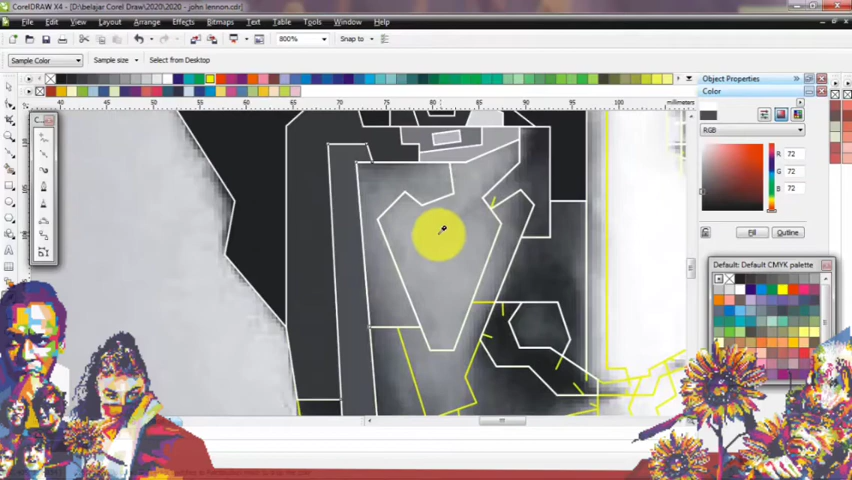 CorelDRAW X4 - [D:\belajar Corel Draw\2020\2020 - john lennon.cdr]
File Edit View Layout Arrange Effects Bitmaps Text Table Tools Window Help
800% Snap to
Sample Color Sample size Select from Desktop
Object Properties
Color
40 45 50 55 60 65 70 75 80 85 90 95 100 millimeters
RGB
R 72
G 72
B 72
Fill Outline
Default: Default CMYK palette